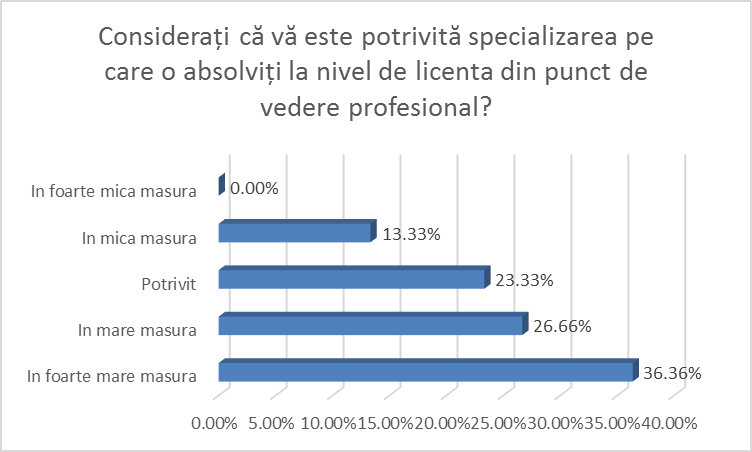 Considerați că vă este potrivită specializarea pe
care o absolviți la nivel de licenta din punct de
vedere profesional?
In foarte mica masura 0.00%
In mica masura 13.33%
Potrivit 23.33%
In mare masura 26.66%
In foarte mare masura 36.36%
0.00% 5.00% 10.00% 15.00% 20.00% 25.00% 30.00% 35.00% 40.00%